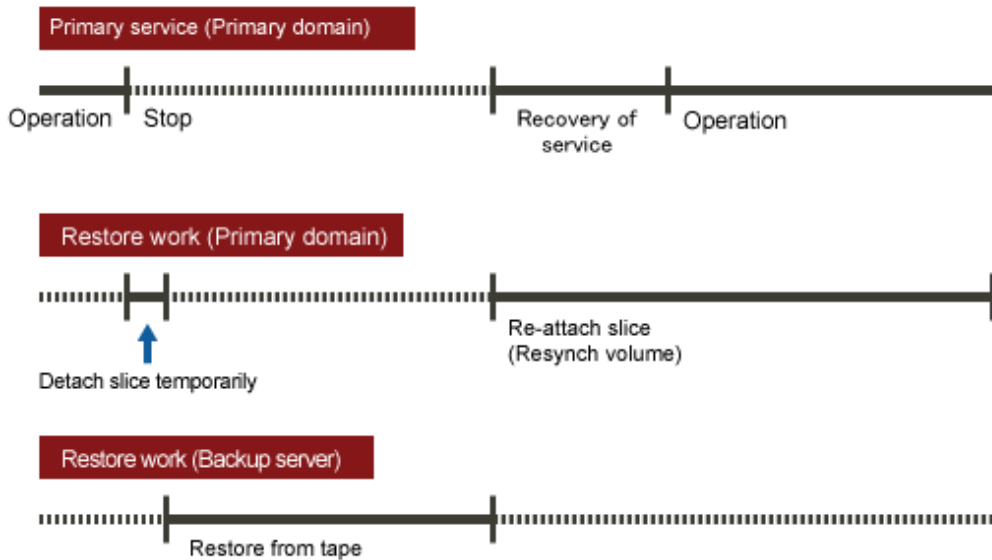 Primary service (Primary domain)
Operation
Stop
Recovery of
service
Operation
Restore work (Primary domain)
Re-attach slice
(Resynch volume)
Detach slice temporarily
Restore work (Backup server)
Restore from tape